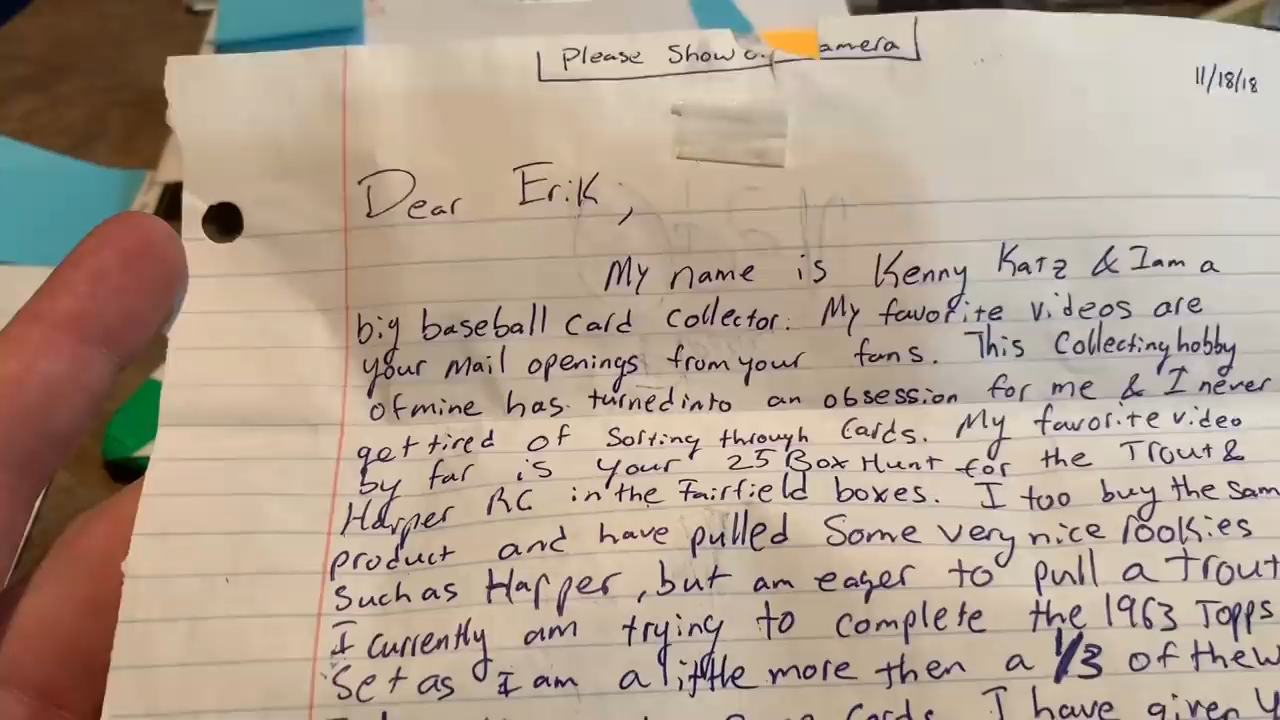 Please Show amera
11/18/18
Dear Erik,
My name is Kenny Katz & I am a
big baseball card collector. My favorite videos are
your mail openings from your fans. This Collecting hobby
of mine has turned into an obsession for me & I never
get tired of Sorting through Cards. My favorite video
by far is your 25 Box Hunt for the Trout &
Harper RC in the Fairfield boxes. I too buy the sam
product and have pulled Some very nice rookies
Such as Harper, but am eager to pull a Trout
I currently am trying to complete the 1963 Topps
Set as I am a little more then a 1/3 of the w
Cards. I have given y